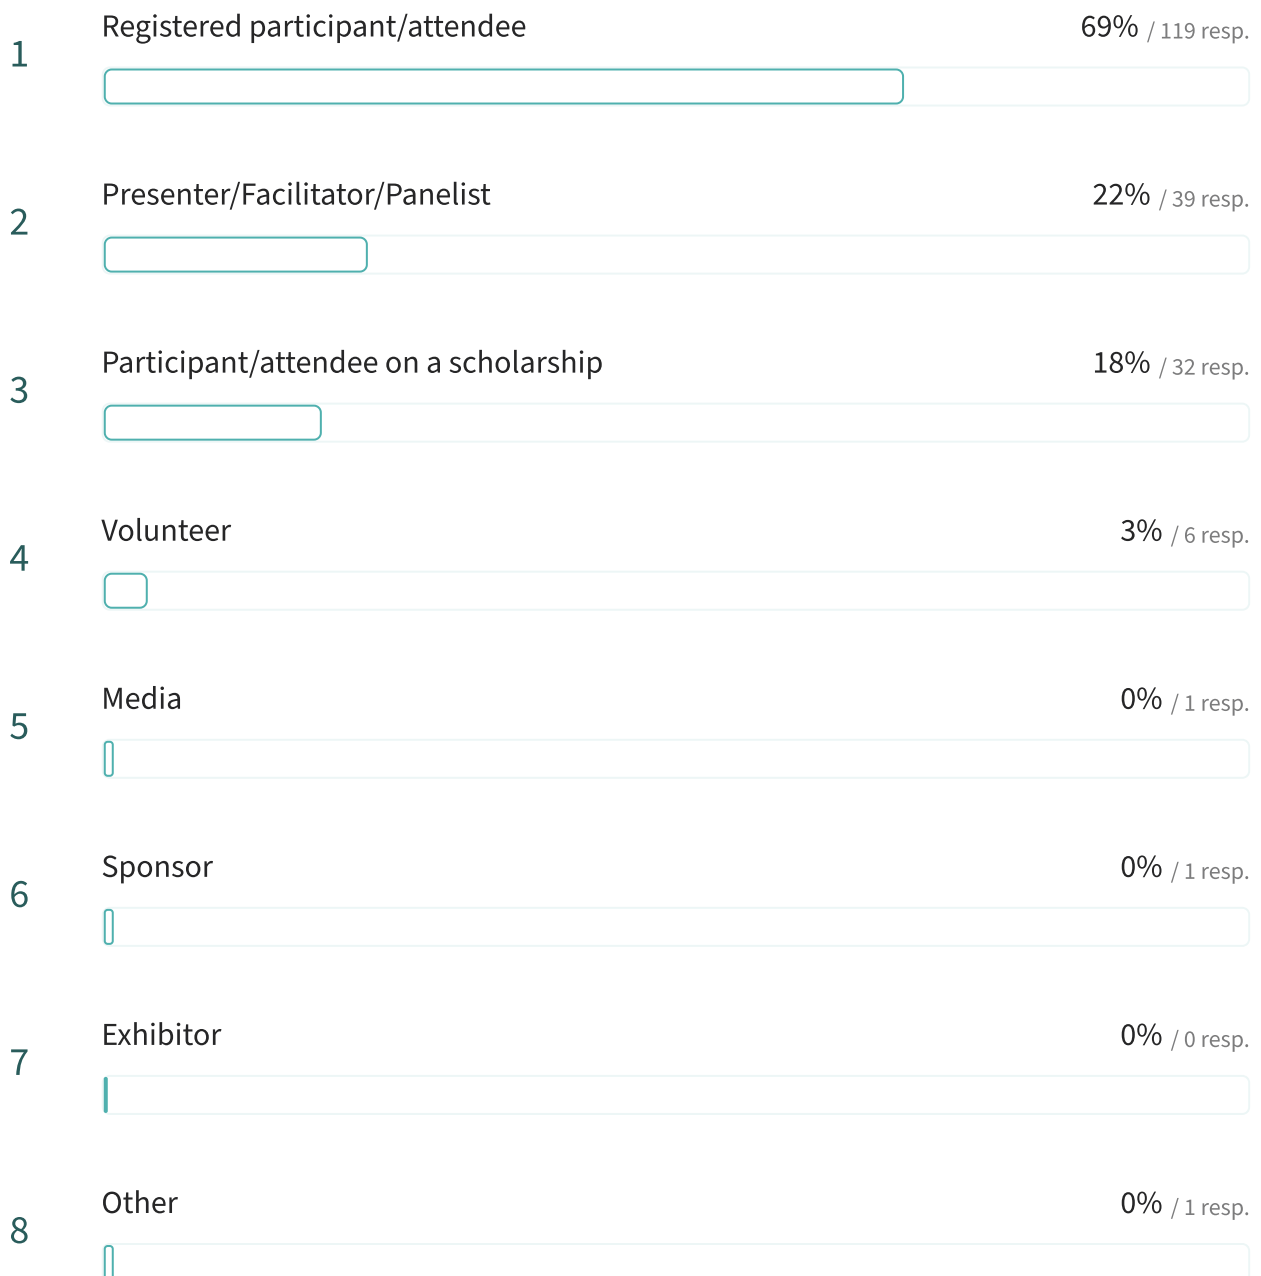 1
Registered participant/attendee 69% / 119 resp.
2
Presenter/Facilitator/Panelist 22% / 39 resp.
3
Participant/attendee on a scholarship 18% / 32 resp.
4
Volunteer 3% / 6 resp.
5
Media 0% / 1 resp.
6
Sponsor 0% / 1 resp.
7
Exhibitor 0% / 0 resp.
8
Other 0% / 1 resp.